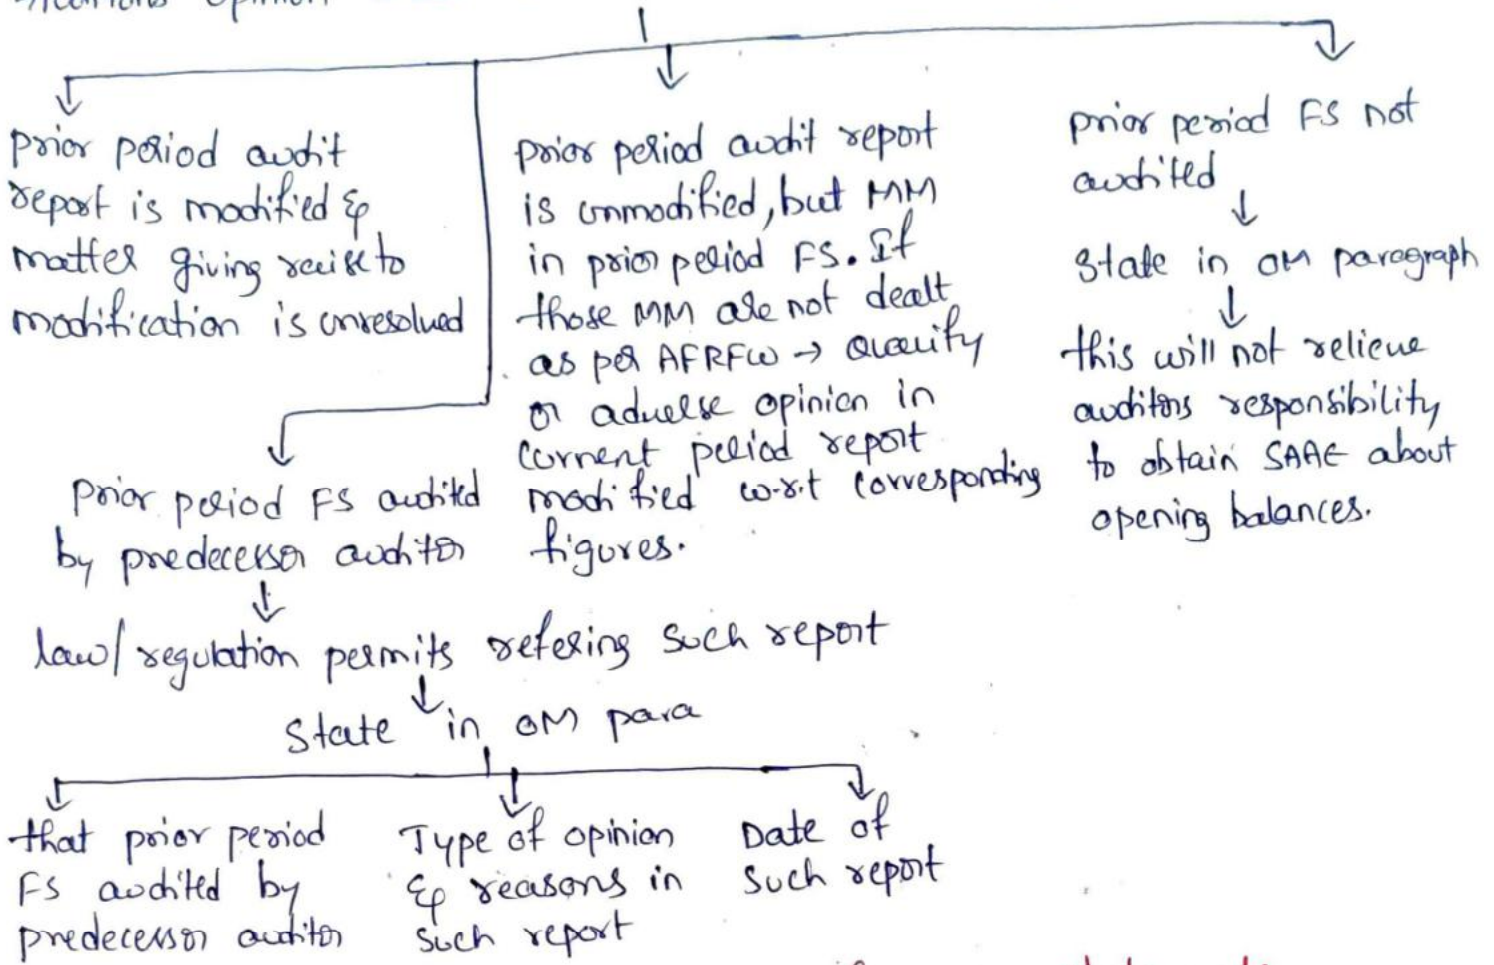 opinion
prior period audit
report is modified &
matter giving raise to
modification is unresolved
prior period FS audited
by predecessor auditor
law/regulation permits refering such report
State in OM para
that prior period
FS audited by
predecessor auditor
Type of opinion
& reasons in
such report
Date of
such report
prior period audit report
is unmodified, but MM
in prior period FS. If
those MM are not dealt
as per AFRFW → Qualify
or adverse opinion in
current period report
modified w.r.t corresponding
figures.
prior period FS not
audited
State in OM paragraph
this will not relieve
auditors responsibility
to obtain SAAE about
opening balances.